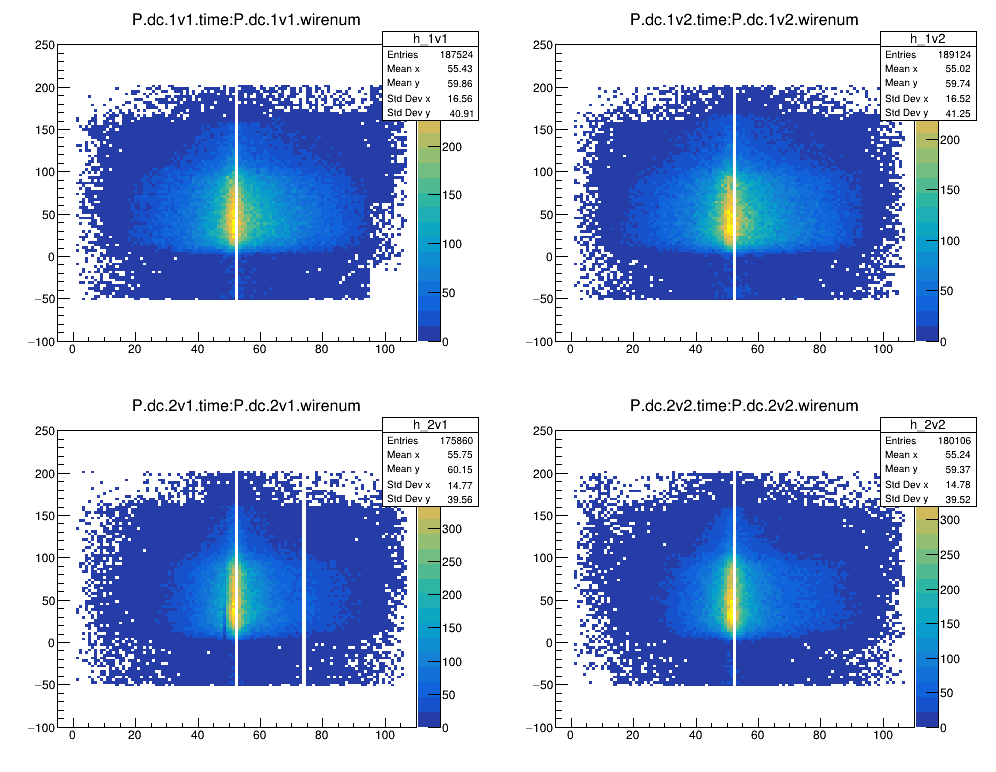 P.dc.1v1.time:P.dc.1v1.wirenum
h_1v1
Entries 187524
Mean x 55.43
Mean y 59.86
Std Dev x 16.56
Std Dev y 40.91
250
200
150
100
50
0
−50
−100
0 20 40 60 80 100
200
150
100
50
0
P.dc.1v2.time:P.dc.1v2.wirenum
h_1v2
Entries 189124
Mean x 55.02
Mean y 59.74
Std Dev x 16.52
Std Dev y 41.25
250
200
150
100
50
0
−50
−100
0 20 40 60 80 100
200
150
100
50
0
P.dc.2v1.time:P.dc.2v1.wirenum
h_2v1
Entries 175860
Mean x 55.75
Mean y 60.15
Std Dev x 14.77
Std Dev y 39.56
250
200
150
100
50
0
−50
−100
0 20 40 60 80 100
300
250
200
150
100
50
0
P.dc.2v2.time:P.dc.2v2.wirenum
h_2v2
Entries 180106
Mean x 55.24
Mean y 59.37
Std Dev x 14.78
Std Dev y 39.52
250
200
150
100
50
0
−50
−100
0 20 40 60 80 100
300
250
200
150
100
50
0